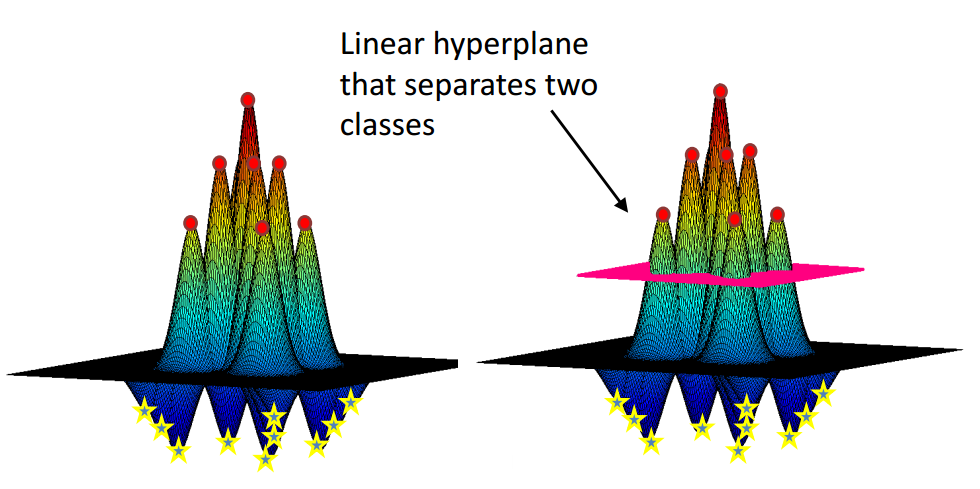 Linear hyperplane
that separates two
classes